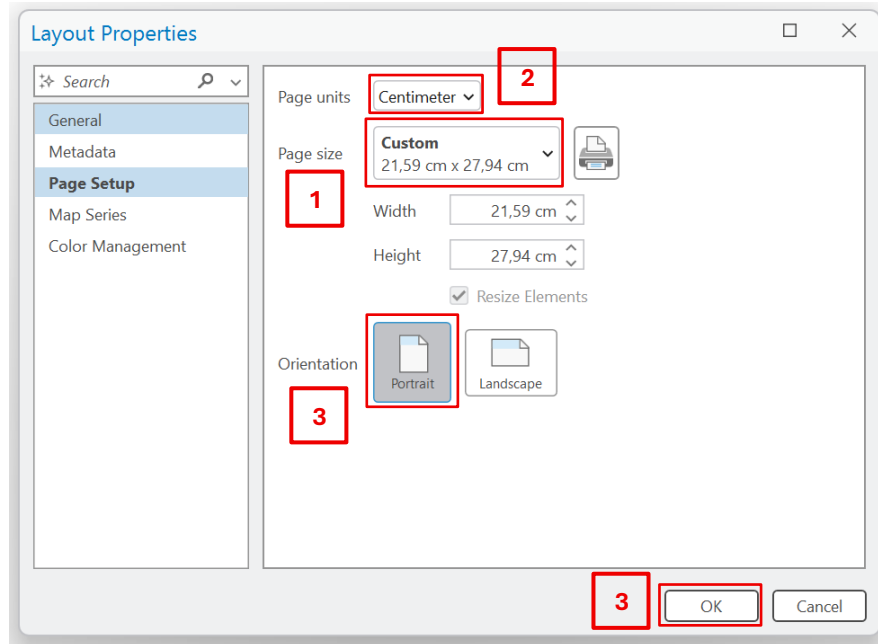 Layout Properties
Search
General
Metadata
Page Setup
Map Series
Color Management
Page units
Centimeter
2
Page size
Custom
21,59 cm x 27,94 cm
1
Width
21,59 cm
Height
27,94 cm
Resize Elements
Orientation
Portrait
Landscape
3
3
OK
Cancel